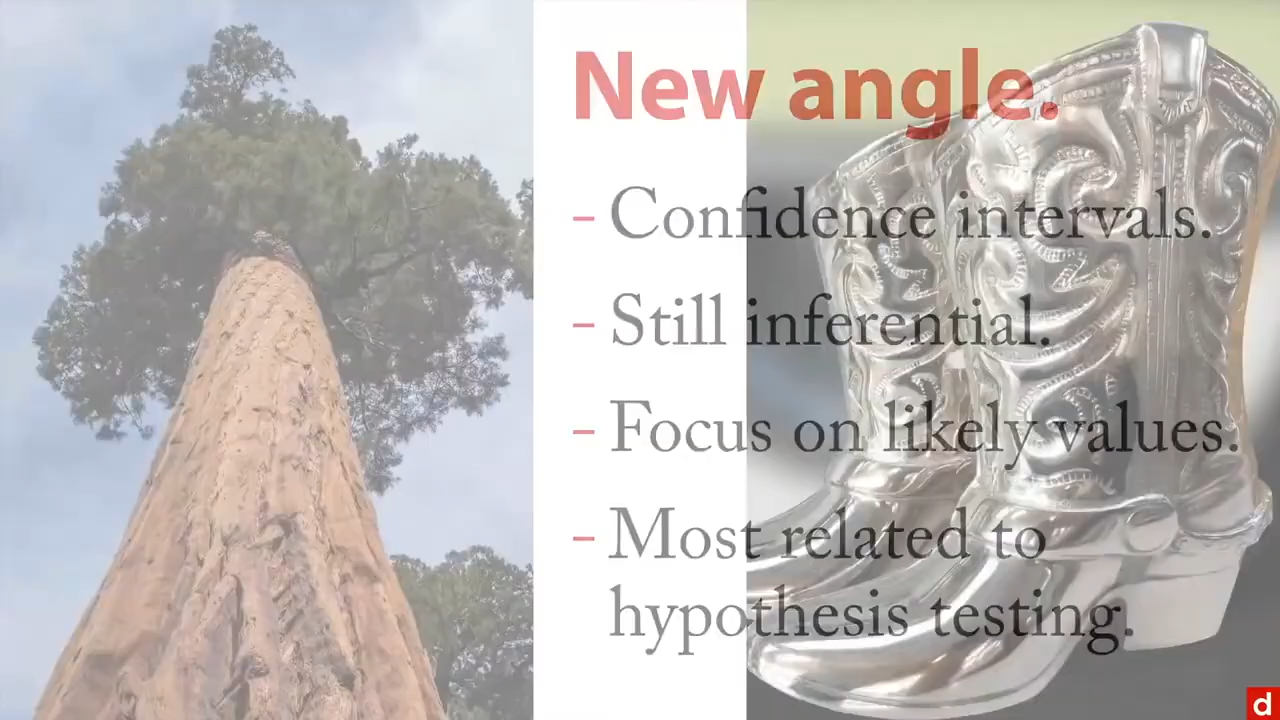 New angle.
- Confidence intervals.
- Still inferential.
- Focus on likely values.
- Most related to
hypothesis testing.
d